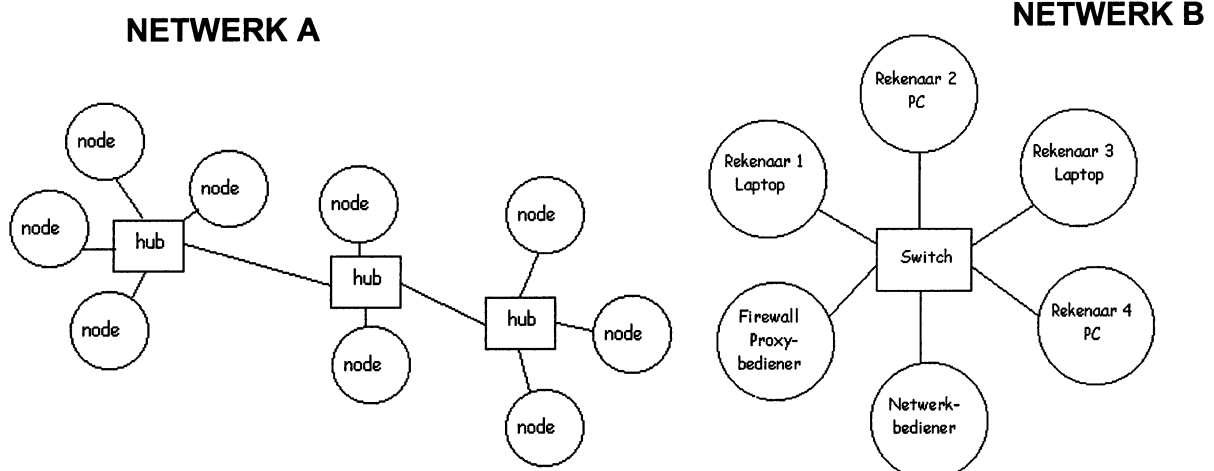 NETWERK A
node
node
node
hub
node
node
hub
node
node
hub
node
node
NETWERK B
Rekenaar 2
PC
Rekenaar 1
Laptop
Rekenaar 3
Laptop
Switch
Firewall
Proxy-
bediener
Rekenaar 4
PC
Netwerk-
bediener